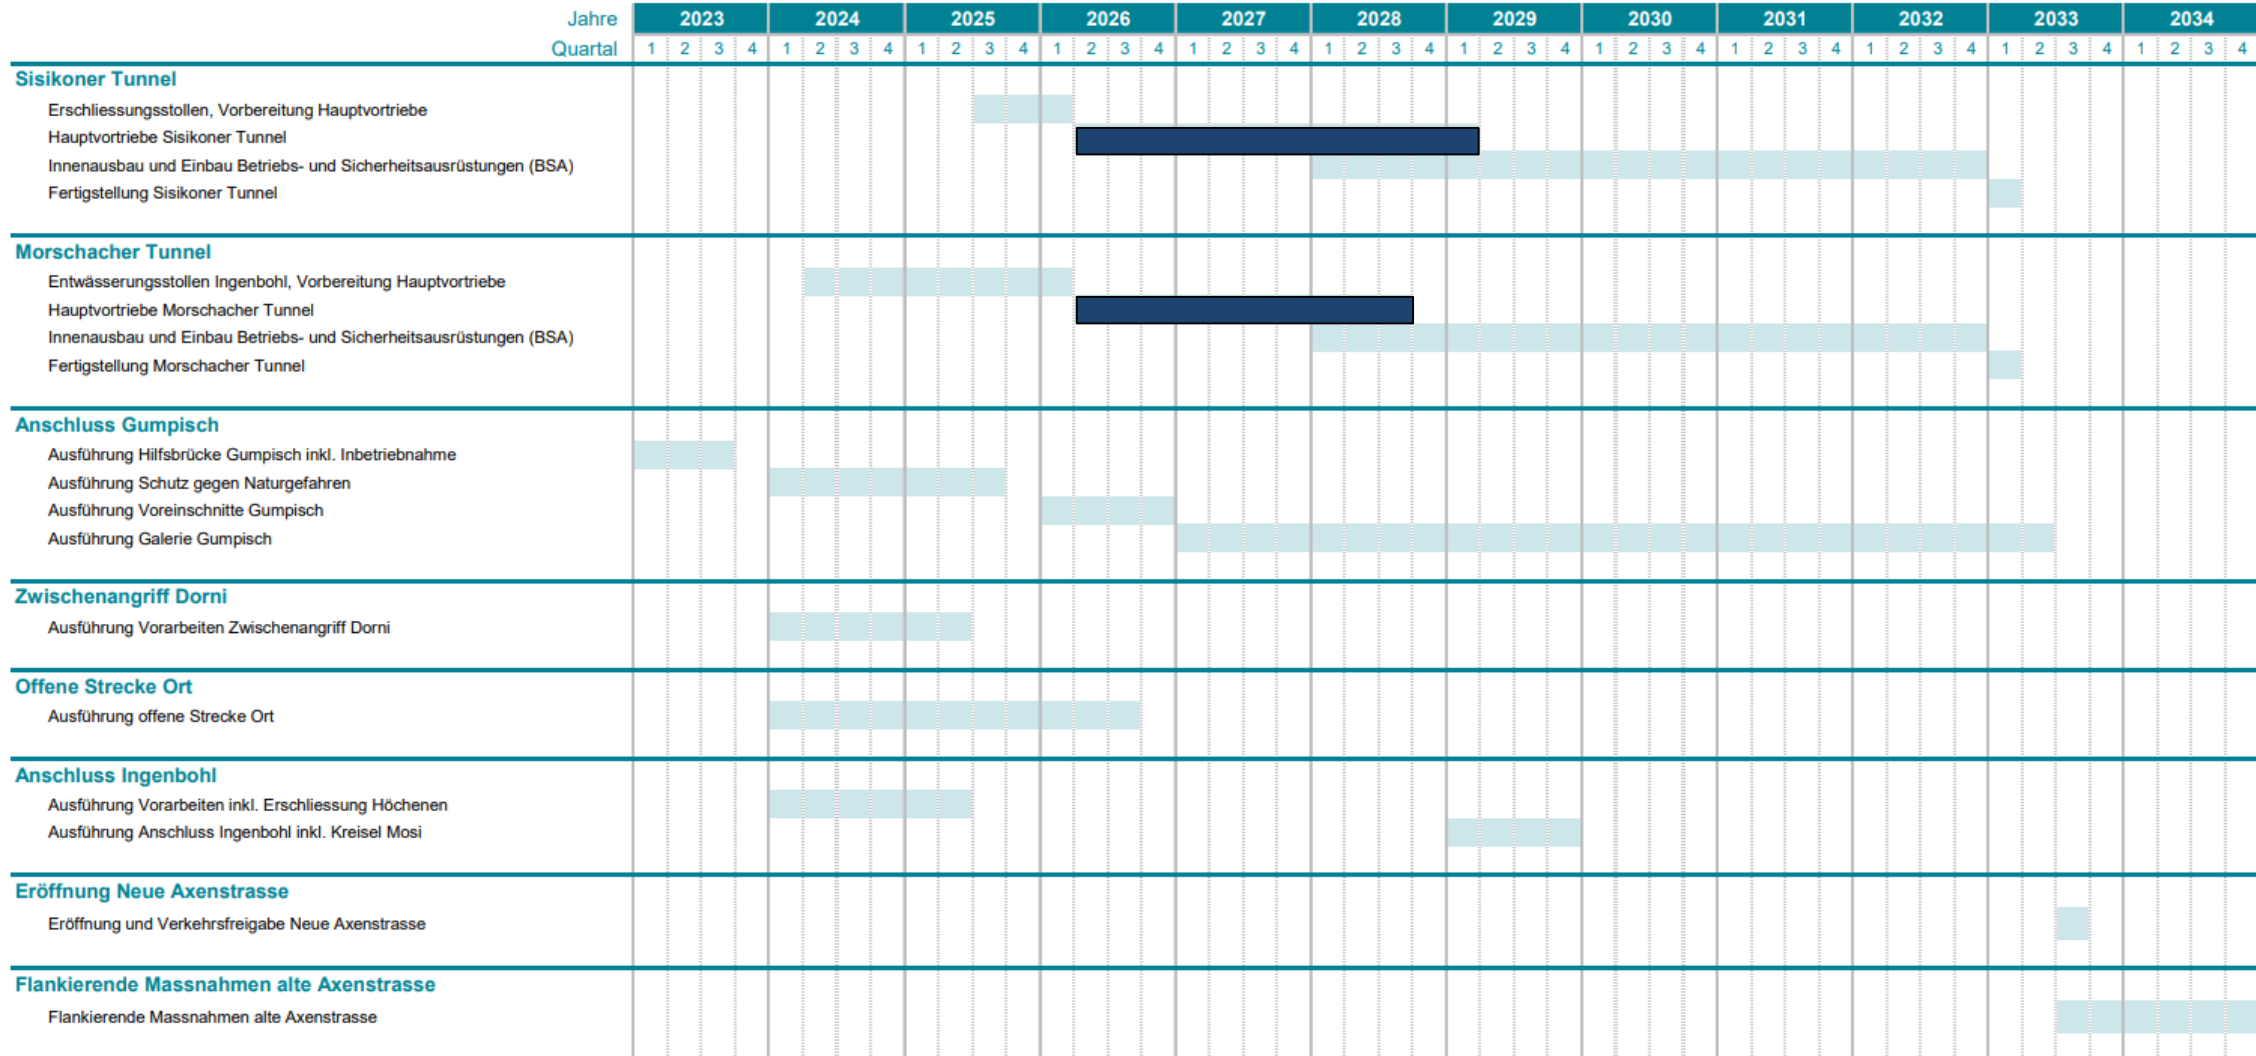 Jahre 2023 2024 2025 2026 2027 2028 2029 2030 2031 2032 2033 2034
Quartal 1 2 3 4 1 2 3 4 1 2 3 4 1 2 3 4 1 2 3 4 1 2 3 4 1 2 3 4 1 2 3 4 1 2 3 4 1 2 3 4 1 2 3 4 1 2 3 4
Sisikoner Tunnel
Erschliessungsstollen, Vorbereitung Hauptvortriebe
Hauptvortriebe Sisikoner Tunnel
Innenausbau und Einbau Betriebs- und Sicherheitsausrüstungen (BSA)
Fertigstellung Sisikoner Tunnel
Morschacher Tunnel
Entwässerungsstollen Ingenbohl, Vorbereitung Hauptvortriebe
Hauptvortriebe Morschacher Tunnel
Innenausbau und Einbau Betriebs- und Sicherheitsausrüstungen (BSA)
Fertigstellung Morschacher Tunnel
Anschluss Gumpisch
Ausführung Hilfsbrücke Gumpisch inkl. Inbetriebnahme
Ausführung Schutz gegen Naturgefahren
Ausführung Voreinschnitte Gumpisch
Ausführung Galerie Gumpisch
Zwischenangriff Dorni
Ausführung Vorarbeiten Zwischenangriff Dorni
Offene Strecke Ort
Ausführung offene Strecke Ort
Anschluss Ingenbohl
Ausführung Vorarbeiten inkl. Erschliessung Höchenen
Ausführung Anschluss Ingenbohl inkl. Kreisel Mosi
Eröffnung Neue Axenstrasse
Eröffnung und Verkehrsfreigabe Neue Axenstrasse
Flankierende Massnahmen alte Axenstrasse
Flankierende Massnahmen alte Axenstrasse